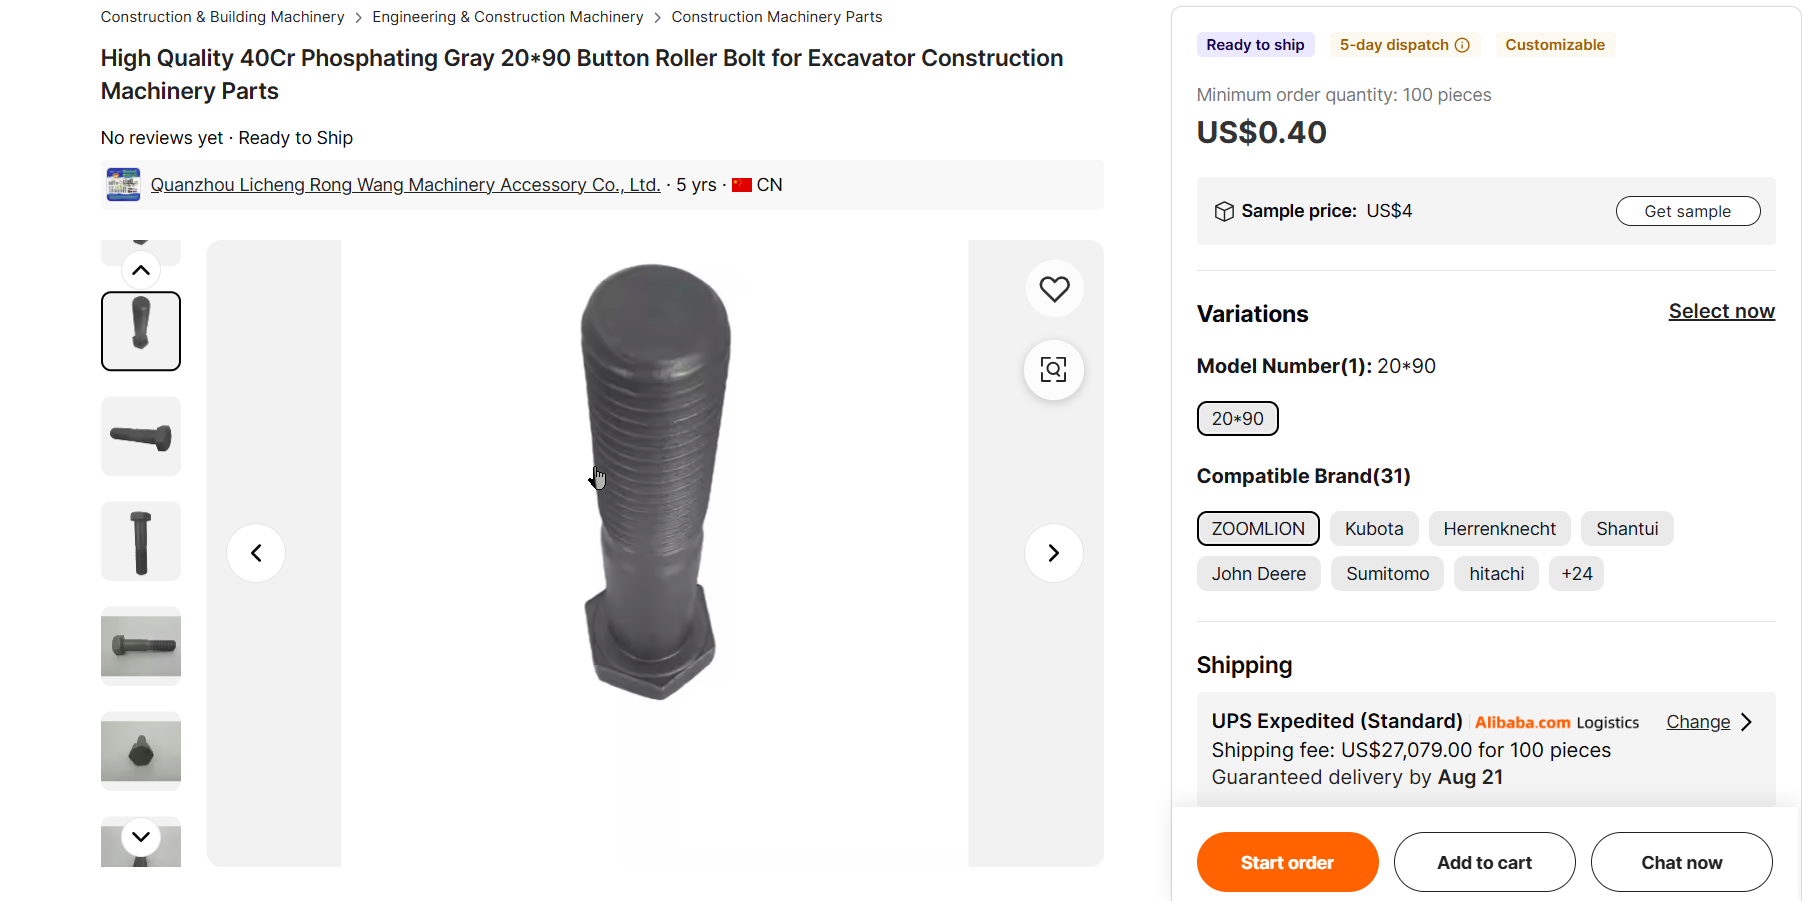 Construction & Building Machinery > Engineering & Construction Machinery > Construction Machinery Parts
High Quality 40Cr Phosphating Gray 20*90 Button Roller Bolt for Excavator Construction
Machinery Parts
No reviews yet · Ready to Ship
Quanzhou Licheng Rong Wang Machinery Accessory Co., Ltd. · 5 yrs · CN
Ready to ship 5-day dispatch Customizable
Minimum order quantity: 100 pieces
US$0.40
Sample price: US$4 Get sample
Variations Select now
Model Number(1): 20*90
20*90
Compatible Brand(31)
ZOOMLION Kubota Herrenknecht Shantui
John Deere Sumitomo hitachi +24
Shipping
UPS Expedited (Standard) Alibaba.com Logistics Change
Shipping fee: US$27,079.00 for 100 pieces
Guaranteed delivery by Aug 21
Start order Add to cart Chat now